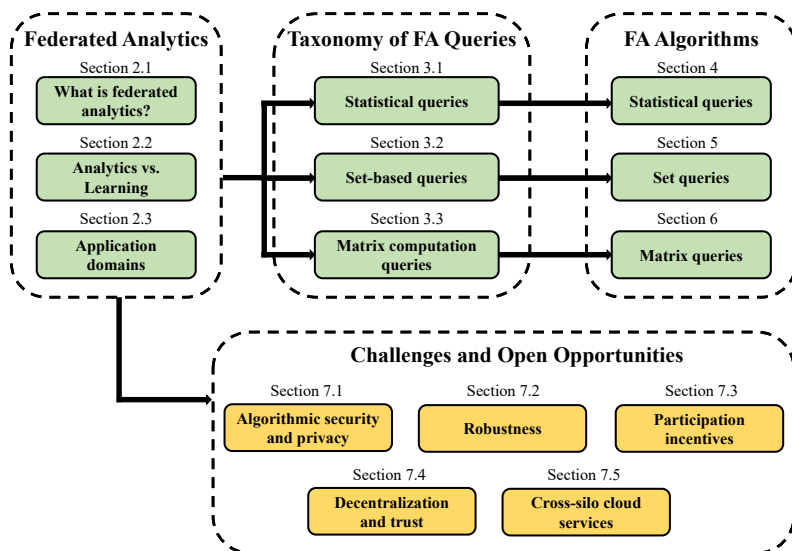 Federated Analytics
Section 2.1
What is federated
analytics?
Section 2.2
Analytics vs.
Learning
Section 2.3
Application
domains
Taxonomy of FA Queries
Section 3.1
Statistical queries
Section 3.2
Set-based queries
Section 3.3
Matrix computation
queries
FA Algorithms
Section 4
Statistical queries
Section 5
Set queries
Section 6
Matrix queries
Challenges and Open Opportunities
Section 7.1
Algorithmic security
and privacy
Section 7.2
Robustness
Section 7.3
Participation
incentives
Section 7.4
Decentralization
and trust
Section 7.5
Cross-silo cloud
services